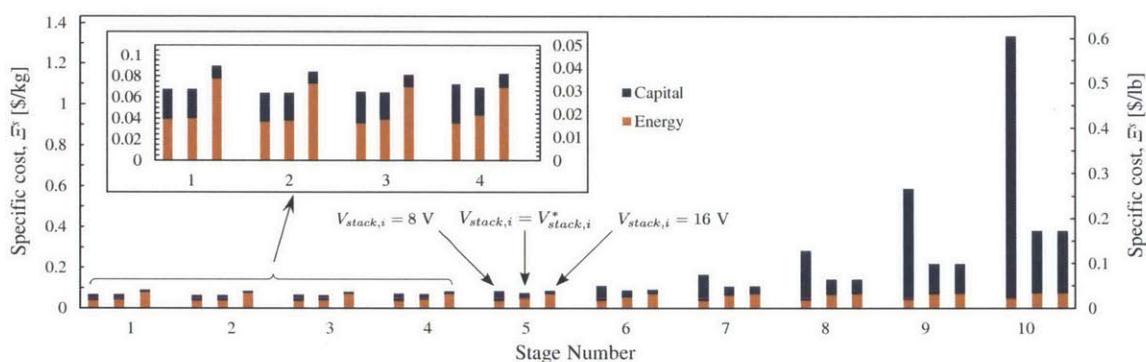 1.4
1.2
1
0.8
0.6
0.4
0.2
0
Specific cost, Ξˢ [$/kg]
0.1
0.08
0.06
0.04
0.02
0
0.05
0.04
0.03
0.02
0.01
0
1 2 3 4
Capital
Energy
V_stack,i = 8 V
V_stack,i = V*_stack,i
V_stack,i = 16 V
0.6
0.5
0.4
0.3
0.2
0.1
0
Specific cost, Ξˢ [$/lb]
1 2 3 4 5 6 7 8 9 10
Stage Number